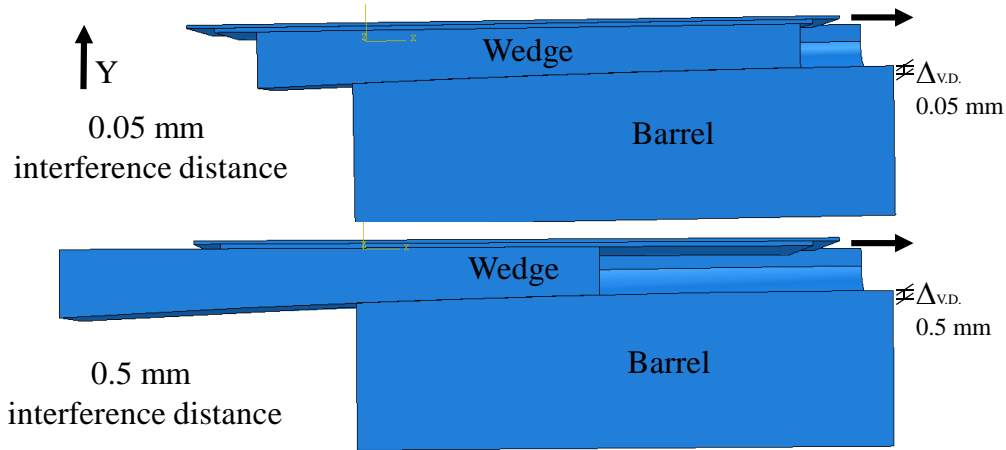 Wedge
Y
ΔV.D.
0.05 mm
0.05 mm
interference distance
Barrel
Wedge
ΔV.D.
0.5 mm
0.5 mm
interference distance
Barrel